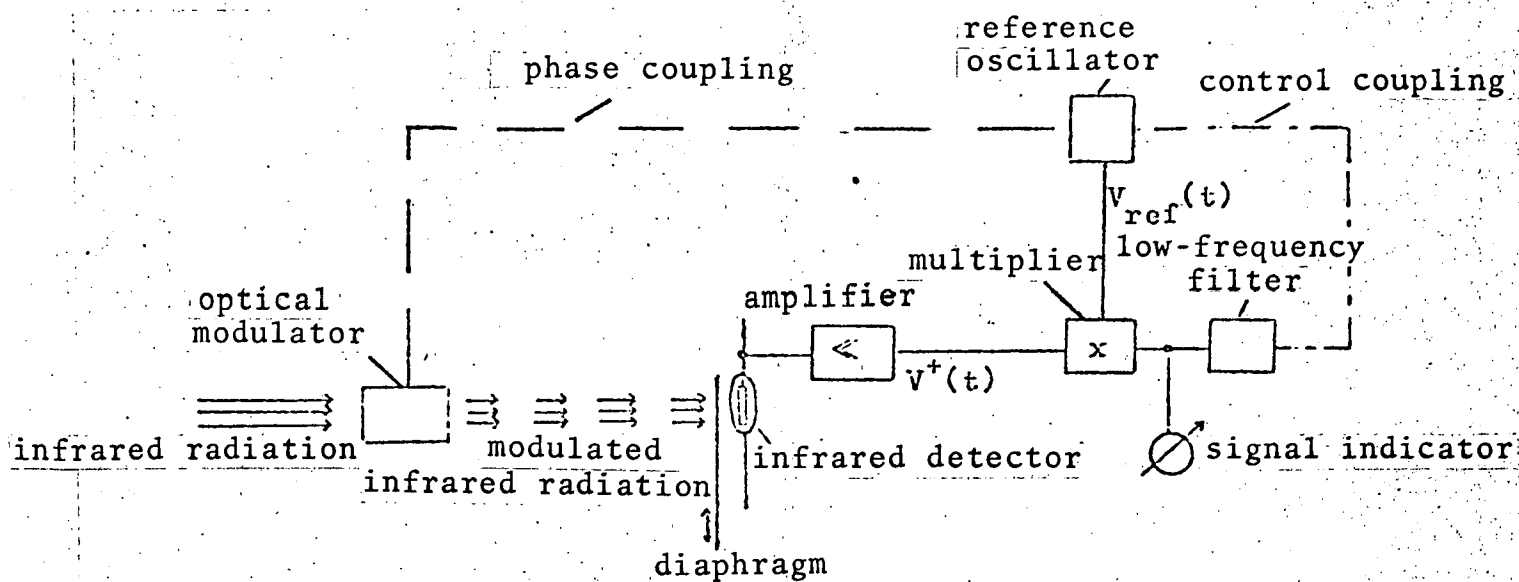 reference
oscillator
phase coupling
control coupling
V_ref(t)
low-frequency
filter
multiplier
amplifier
optical
modulator
x
V⁺(t)
infrared radiation
modulated
infrared radiation
infrared detector
signal indicator
diaphragm